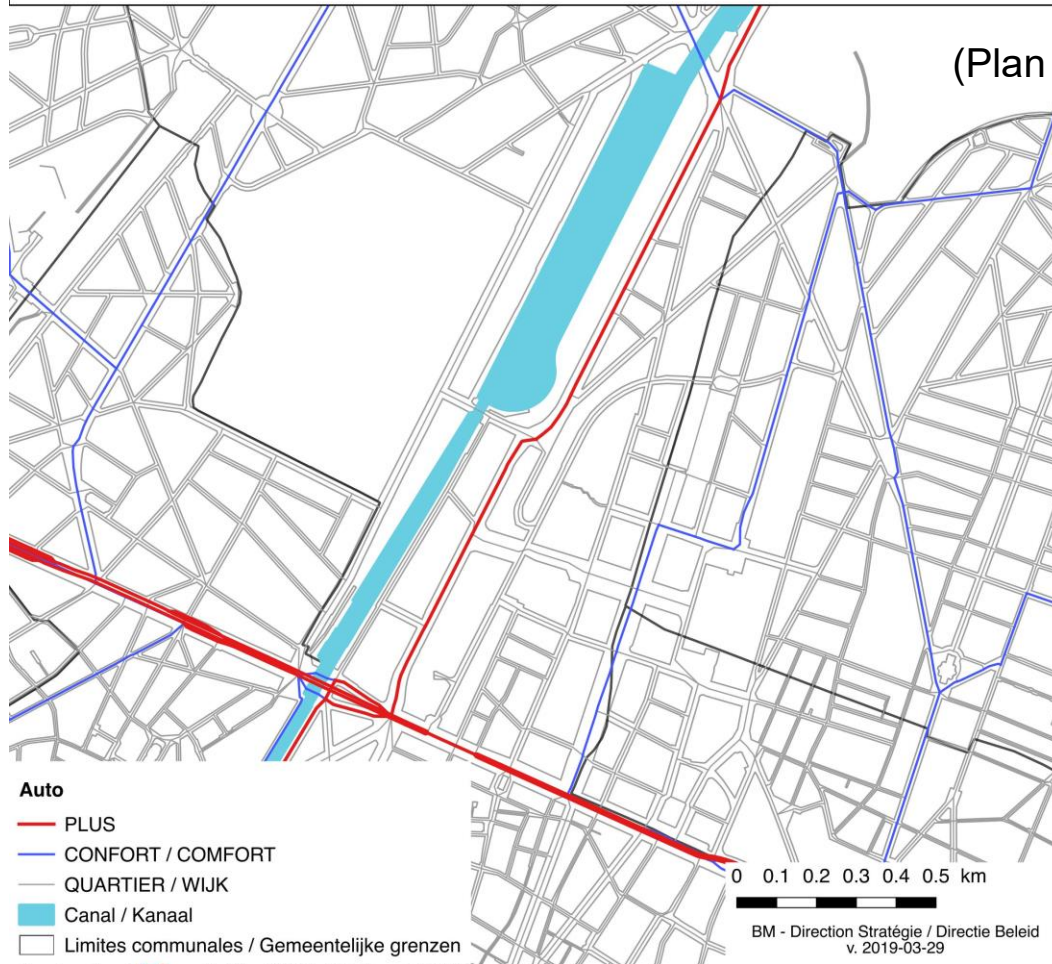 (Plan
Auto
PLUS
CONFORT / COMFORT
QUARTIER / WIJK
Canal / Kanaal
Limites communales / Gemeentelijke grenzen
0 0.1 0.2 0.3 0.4 0.5 km
BM - Direction Stratégie / Directie Beleid
v. 2019-03-29